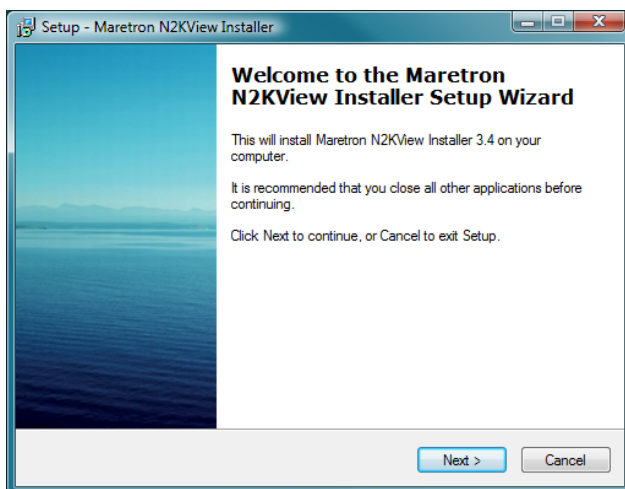 Setup - Maretron N2KView Installer
Welcome to the Maretron
N2KView Installer Setup Wizard
This will install Maretron N2KView Installer 3.4 on your
computer.
It is recommended that you close all other applications before
continuing.
Click Next to continue, or Cancel to exit Setup.
Next >
Cancel